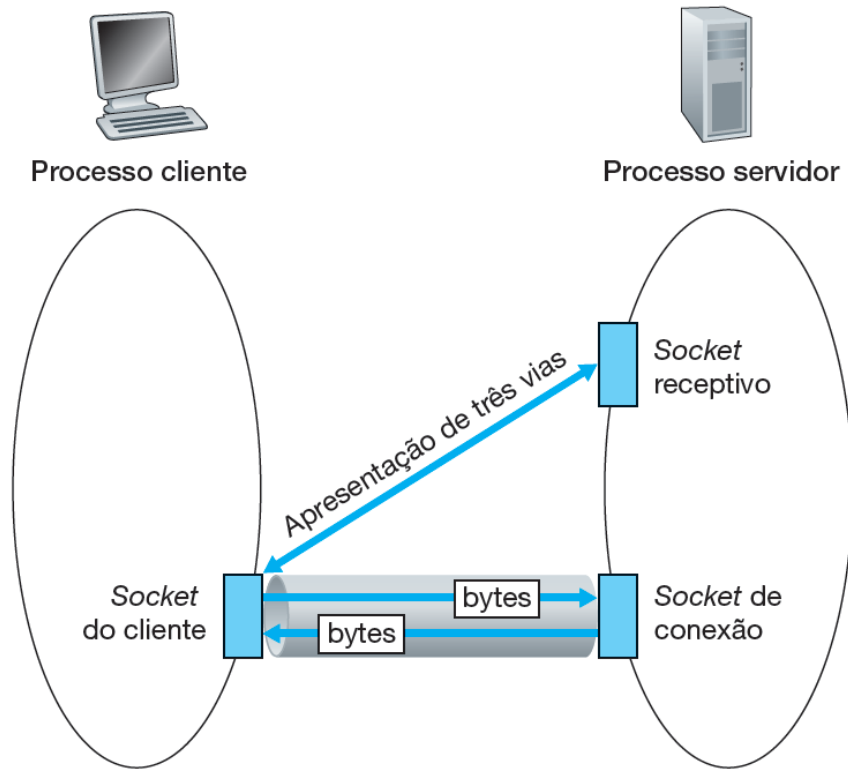 Processo cliente
Processo servidor
Socket
receptivo
Apresentação de três vias
Socket
do cliente
bytes
bytes
Socket de
conexão